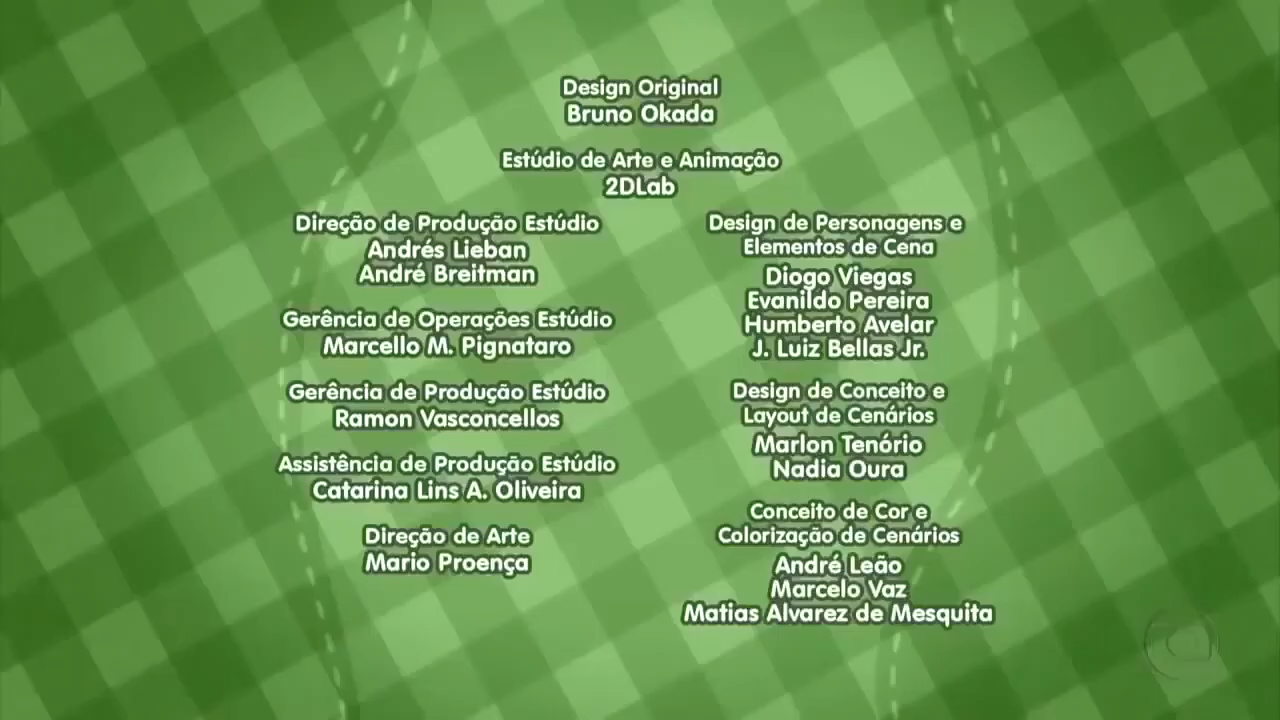 Design Original
Bruno Okada
Estúdio de Arte e Animação
2DLab
Direção de Produção Estúdio
Andrés Lieban
André Breitman
Gerência de Operações Estúdio
Marcello M. Pignataro
Gerência de Produção Estúdio
Ramon Vasconcellos
Assistência de Produção Estúdio
Catarina Lins A. Oliveira
Direção de Arte
Mario Proença
Design de Personagens e
Elementos de Cena
Diogo Viegas
Evanildo Pereira
Humberto Avelar
J. Luiz Bellas Jr.
Design de Conceito e
Layout de Cenários
Marlon Tenório
Nadia Oura
Conceito de Cor e
Colorização de Cenários
André Leão
Marcelo Vaz
Matias Alvarez de Mesquita